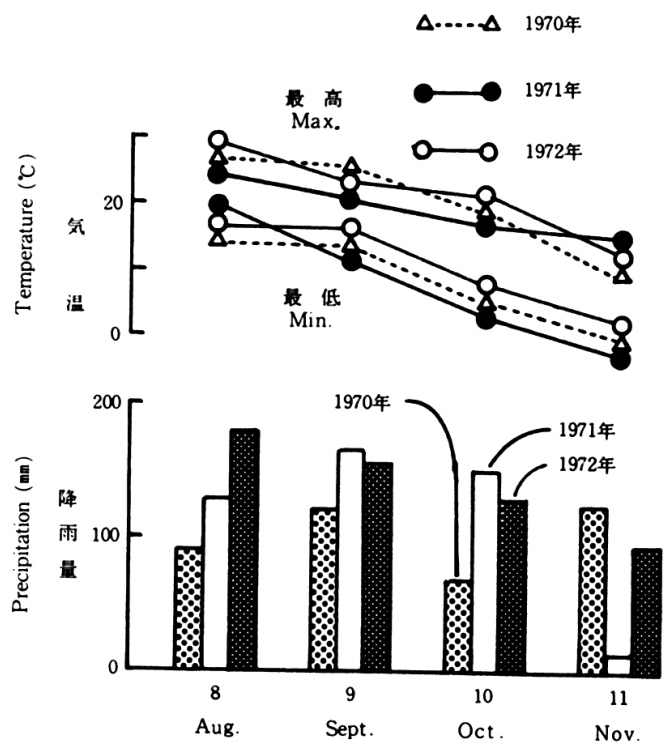 1970年
1971年
1972年
最高
Max.
Temperature (℃)
気温
20
0
最低
Min.
200
100
0
Precipitation (㎜)
降雨量
1970年
1971年
1972年
8
9
10
11
Aug.
Sept.
Oct.
Nov.